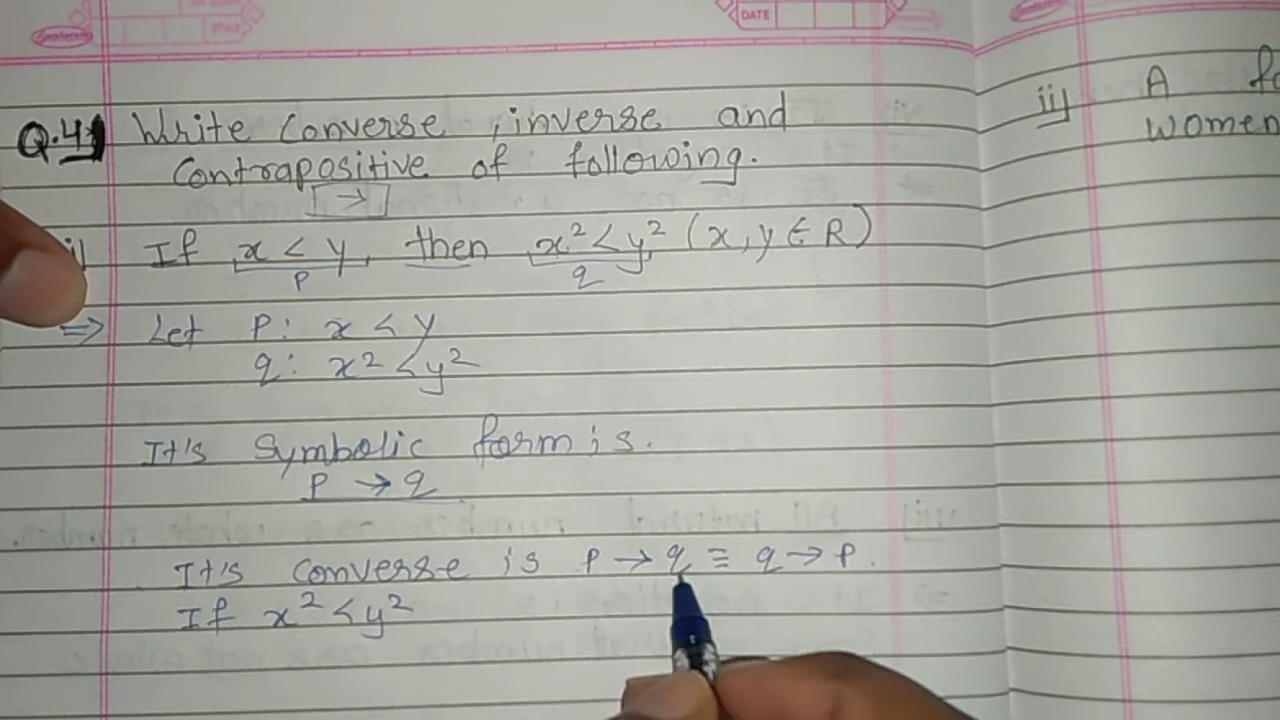 DATE
Q.4) Write Converse, inverse and
Contrapositive of following.
→
i) If x < y, then x² < y² (x, y ∈ R)
p q
⇒ Let P: x < y
q: x² < y²
It's Symbolic form is.
P → q
It's Converse is P → q ≡ q → P.
If x² < y²
ii) A
women